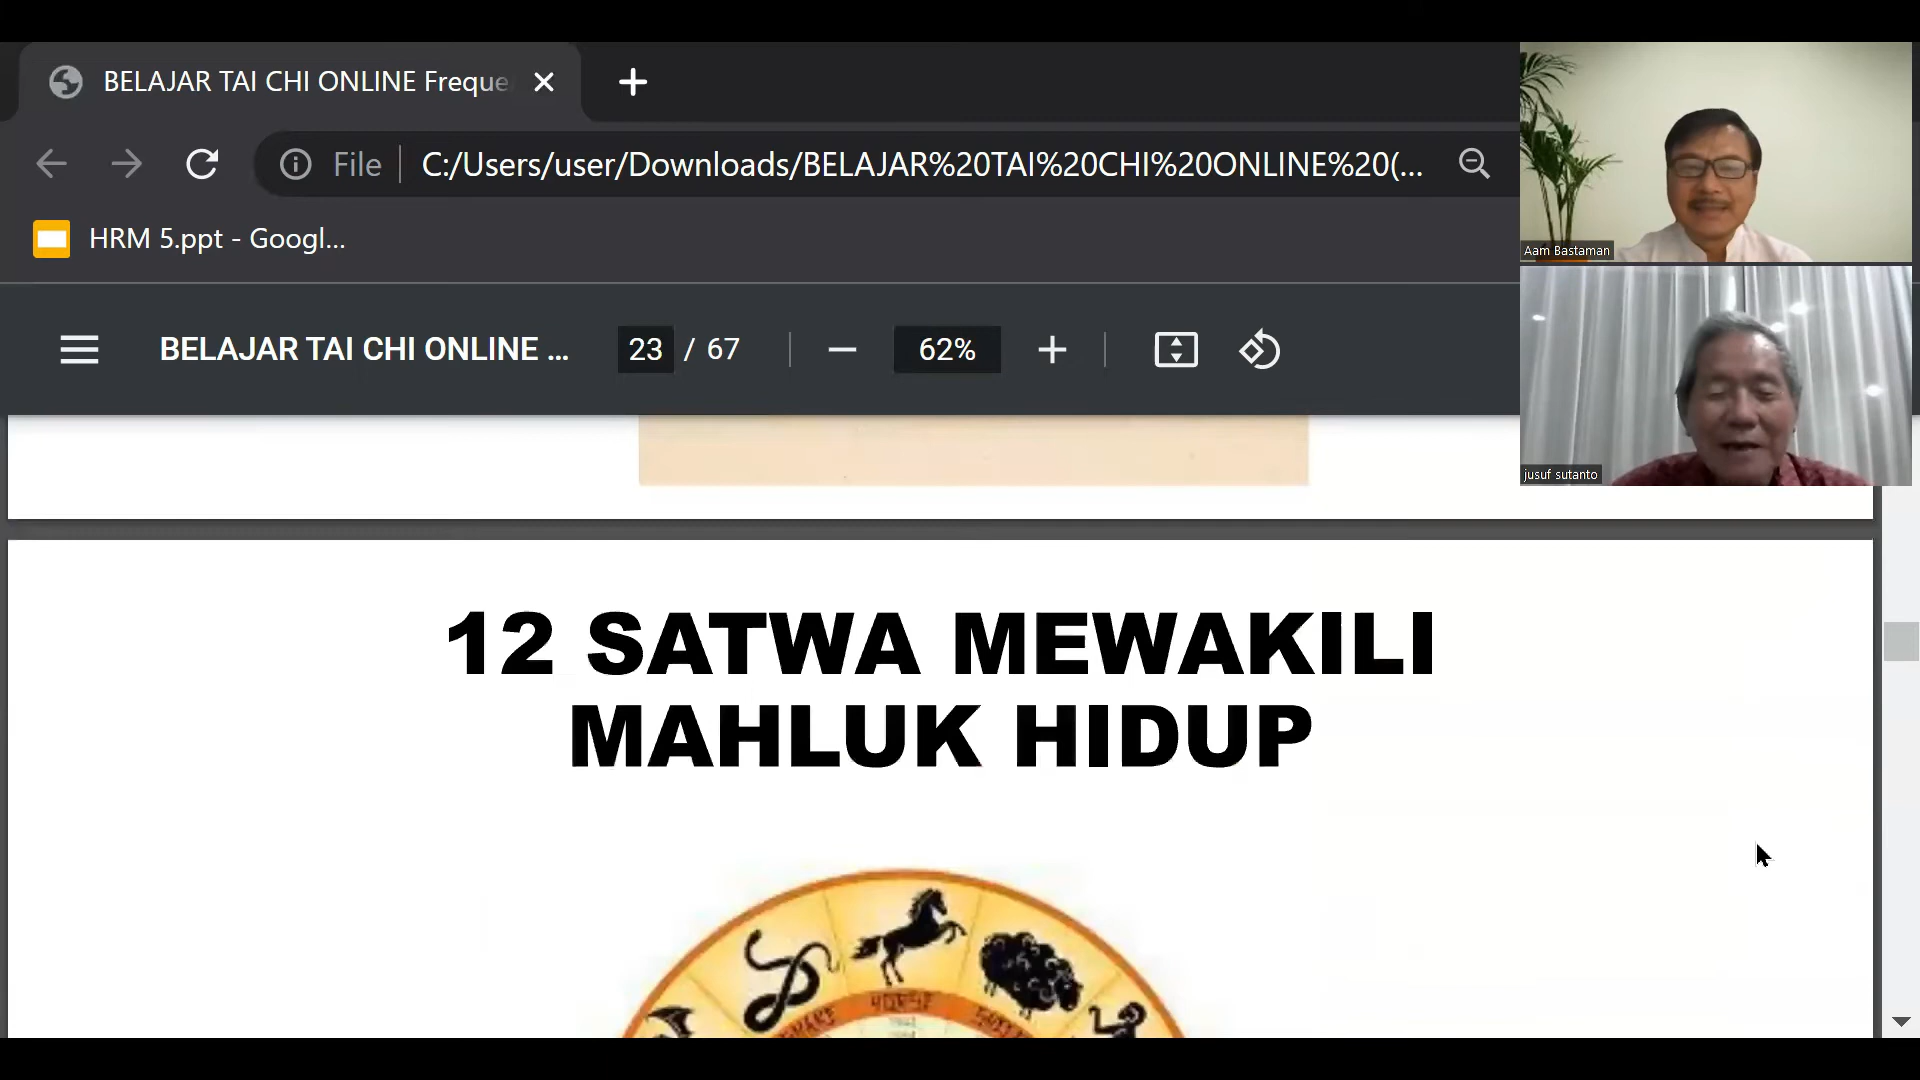 BELAJAR TAI CHI ONLINE Freque
File C:/Users/user/Downloads/BELAJAR%20TAI%20CHI%20ONLINE%20(...
HRM 5.ppt - Googl...
BELAJAR TAI CHI ONLINE ... 23 / 67 62%
Aam Bastaman
jusuf sutanto
12 SATWA MEWAKILI
MAHLUK HIDUP
HORSE